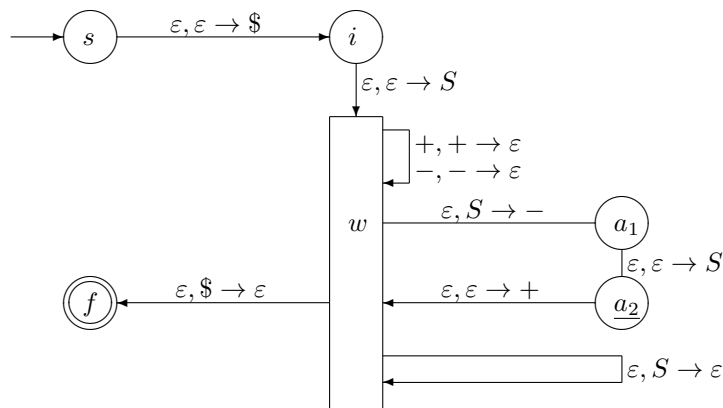 ε, ε → $
s
i
ε, ε → S
+, + → ε
−, − → ε
w
ε, S → -
a₁
ε, ε → S
f
ε, $ → ε
ε, ε → +
a₂
ε, S → ε